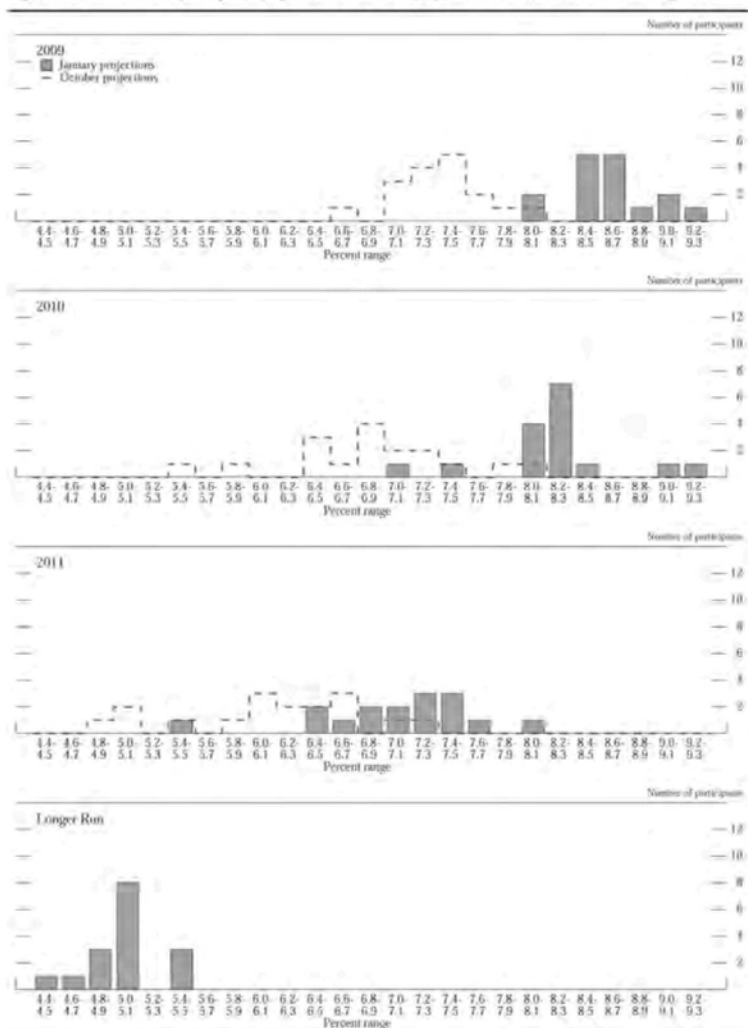 Number of participants
2009
January projections
October projections
12
10
8
6
4
2
4.4- 4.6- 4.8- 5.0- 5.2- 5.4- 5.6- 5.8- 6.0- 6.2- 6.4- 6.6- 6.8- 7.0- 7.2- 7.4- 7.6- 7.8- 8.0- 8.2- 8.4- 8.6- 8.8- 9.0- 9.2-
4.5 4.7 4.9 5.1 5.3 5.5 5.7 5.9 6.1 6.3 6.5 6.7 6.9 7.1 7.3 7.5 7.7 7.9 8.1 8.3 8.5 8.7 8.9 9.1 9.3
Percent range
Number of participants
2010
12
10
8
6
4
2
4.4- 4.6- 4.8- 5.0- 5.2- 5.4- 5.6- 5.8- 6.0- 6.2- 6.4- 6.6- 6.8- 7.0- 7.2- 7.4- 7.6- 7.8- 8.0- 8.2- 8.4- 8.6- 8.8- 9.0- 9.2-
4.5 4.7 4.9 5.1 5.3 5.5 5.7 5.9 6.1 6.3 6.5 6.7 6.9 7.1 7.3 7.5 7.7 7.9 8.1 8.3 8.5 8.7 8.9 9.1 9.3
Percent range
Number of participants
2011
12
10
8
6
4
2
4.4- 4.6- 4.8- 5.0- 5.2- 5.4- 5.6- 5.8- 6.0- 6.2- 6.4- 6.6- 6.8- 7.0- 7.2- 7.4- 7.6- 7.8- 8.0- 8.2- 8.4- 8.6- 8.8- 9.0- 9.2-
4.5 4.7 4.9 5.1 5.3 5.5 5.7 5.9 6.1 6.3 6.5 6.7 6.9 7.1 7.3 7.5 7.7 7.9 8.1 8.3 8.5 8.7 8.9 9.1 9.3
Percent range
Number of participants
Longer Run
12
10
8
6
4
2
4.4- 4.6- 4.8- 5.0- 5.2- 5.4- 5.6- 5.8- 6.0- 6.2- 6.4- 6.6- 6.8- 7.0- 7.2- 7.4- 7.6- 7.8- 8.0- 8.2- 8.4- 8.6- 8.8- 9.0- 9.2-
4.5 4.7 4.9 5.1 5.3 5.5 5.7 5.9 6.1 6.3 6.5 6.7 6.9 7.1 7.3 7.5 7.7 7.9 8.1 8.3 8.5 8.7 8.9 9.1 9.3
Percent range